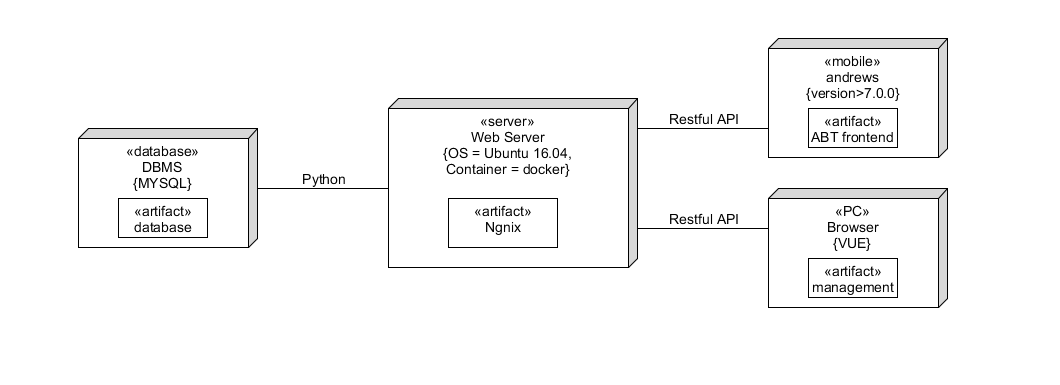 «database»
DBMS
{MYSQL}
«artifact»
database
Python
«server»
Web Server
{OS = Ubuntu 16.04,
Container = docker}
«artifact»
Ngnix
Restful API
Restful API
«mobile»
andrews
{version>7.0.0}
«artifact»
ABT frontend
«PC»
Browser
{VUE}
«artifact»
management